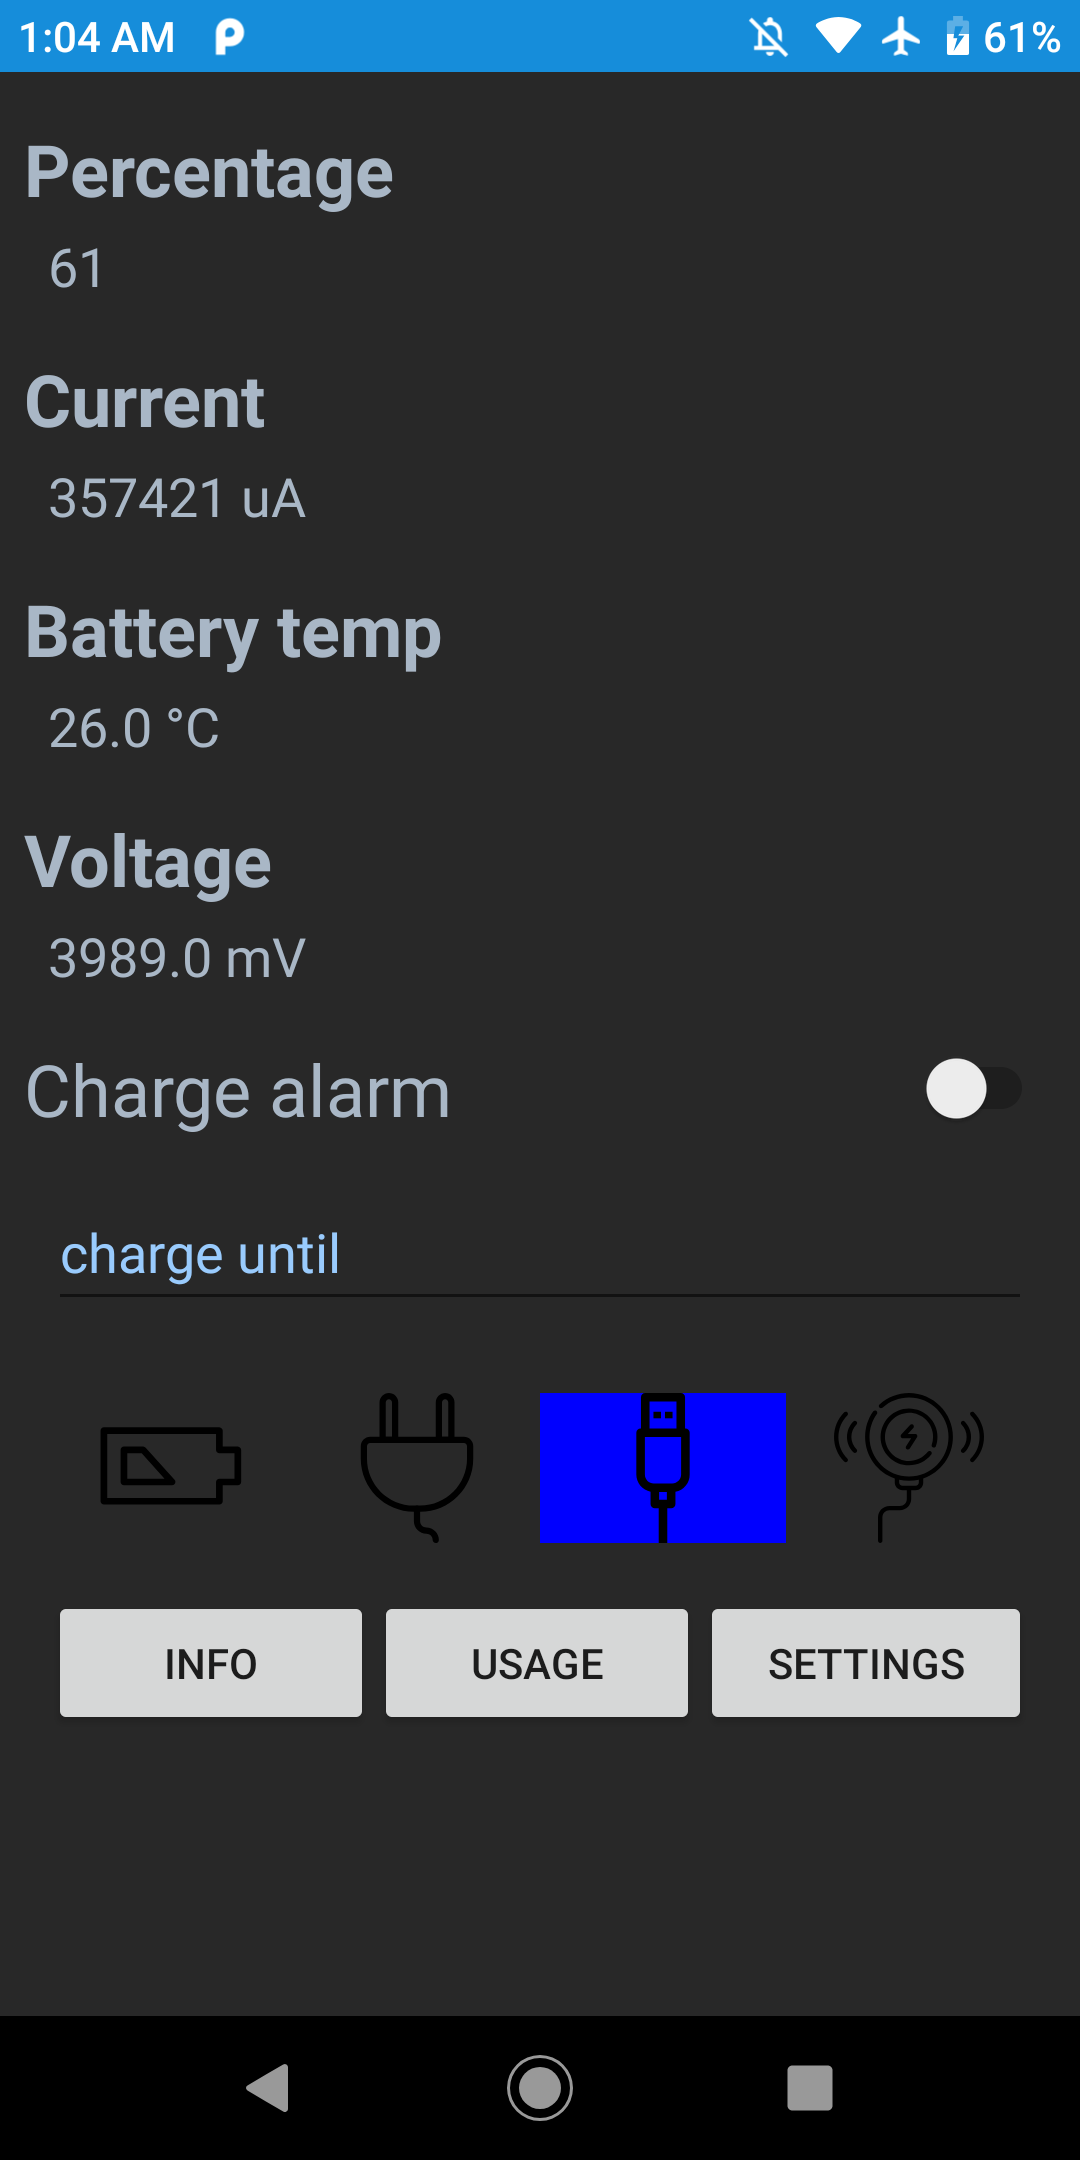 1:04 AM 61%
Percentage
61
Current
357421 uA
Battery temp
26.0 °C
Voltage
3989.0 mV
Charge alarm
charge until
INFO USAGE SETTINGS